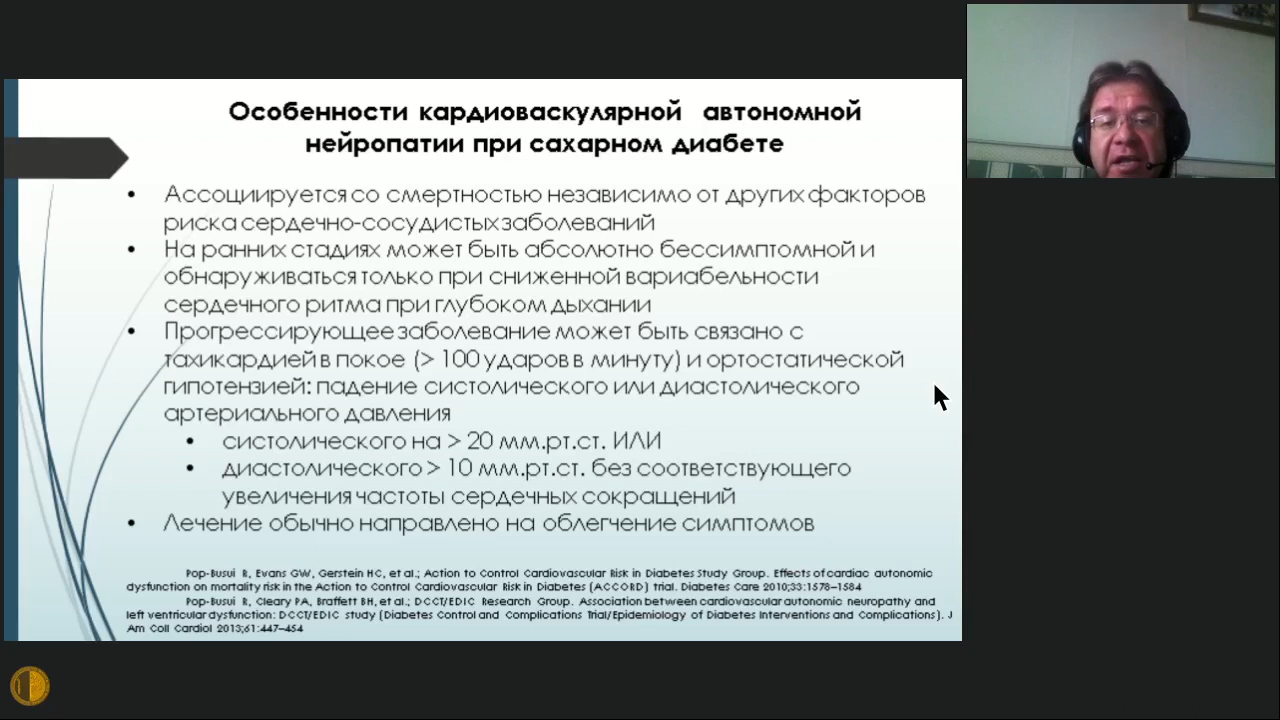 Особенности кардиоваскулярной автономной
нейропатии при сахарном диабете
• Ассоциируется со смертностью независимо от других факторов
риска сердечно-сосудистых заболеваний
• На ранних стадиях может быть абсолютно бессимптомной и
обнаруживаться только при сниженной вариабельности
сердечного ритма при глубоком дыхании
• Прогрессирующее заболевание может быть связано с
тахикардией в покое (> 100 ударов в минуту) и ортостатической
гипотензией: падение систолического или диастолического
артериального давления
• систолического на > 20 мм.рт.ст. ИЛИ
• диастолического > 10 мм.рт.ст. без соответствующего
увеличения частоты сердечных сокращений
• Лечение обычно направлено на облегчение симптомов
Pop-Busui R, Evans GW, Gerstein HC, et al.; Action to Control Cardiovascular Risk in Diabetes Study Group. Effects of cardiac autonomic
dysfunction on mortality risk in the Action to Control Cardiovascular Risk in Diabetes (ACCORD) trial. Diabetes Care 2010;33:1578–1584
Pop-Busui R, Cleary PA, Braffett BH, et al.; DCCT/EDIC Research Group. Association between cardiovascular autonomic neuropathy and
left ventricular dysfunction: DCCT/EDIC study (Diabetes Control and Complications Trial/Epidemiology of Diabetes Interventions and Complications). J
Am Coll Cardiol 2013;61:447–454